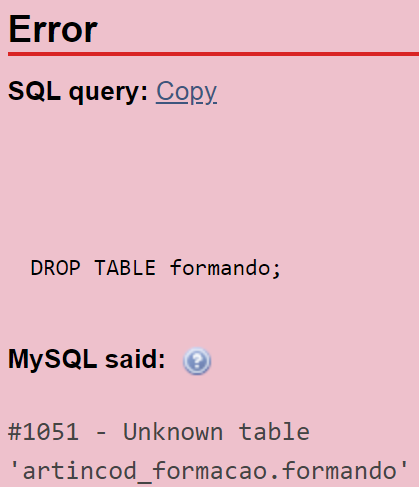 Error
SQL query: Copy
DROP TABLE formando;
MySQL said:
#1051 - Unknown table
'artincod_formacao.formando'